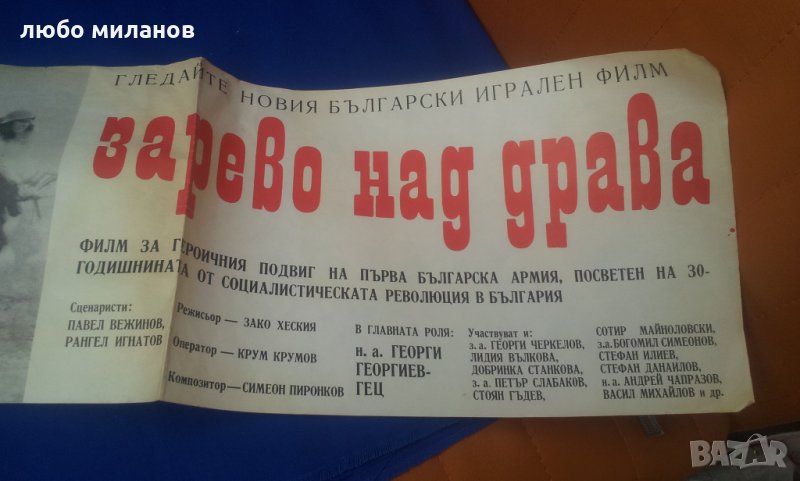 любо миланов
ГЛЕДАЙТЕ НОВИЯ БЪЛГАРСКИ ИГРАЛЕН ФИЛМ
зарево над драва
ФИЛМ ЗА ГЕРОИЧНИЯ ПОДВИГ НА ПЪРВА БЪЛГАРСКА АРМИЯ, ПОСВЕТЕН НА 30-
ГОДИШНИНАТА ОТ СОЦИАЛИСТИЧЕСКАТА РЕВОЛЮЦИЯ В БЪЛГАРИЯ
Сценаристи:
ПАВЕЛ ВЕЖИНОВ,
РАНГЕЛ ИГНАТОВ
Режисьор — ЗАКО ХЕСКИЯ
Оператор — КРУМ КРУМОВ
Композитор — СИМЕОН ПИРОНКОВ
В ГЛАВНАТА РОЛЯ:
н. а. ГЕОРГИ
ГЕОРГИЕВ-
ГЕЦ
Участвуват и:
з. а. ГЕОРГИ ЧЕРКЕЛОВ,
ЛИДИЯ ВЪЛКОВА,
ДОБРИНКА СТАНКОВА,
з. а. ПЕТЪР СЛАБАКОВ,
СТОЯН ГЪДЕВ,
СОТИР МАЙНОЛОВСКИ,
з.а. БОГОМИЛ СИМЕОНОВ,
СТЕФАН ИЛИЕВ,
СТЕФАН ДАНАИЛОВ,
н. а. АНДРЕЙ ЧАПРАЗОВ,
ВАСИЛ МИХАЙЛОВ и др.
BAZAR